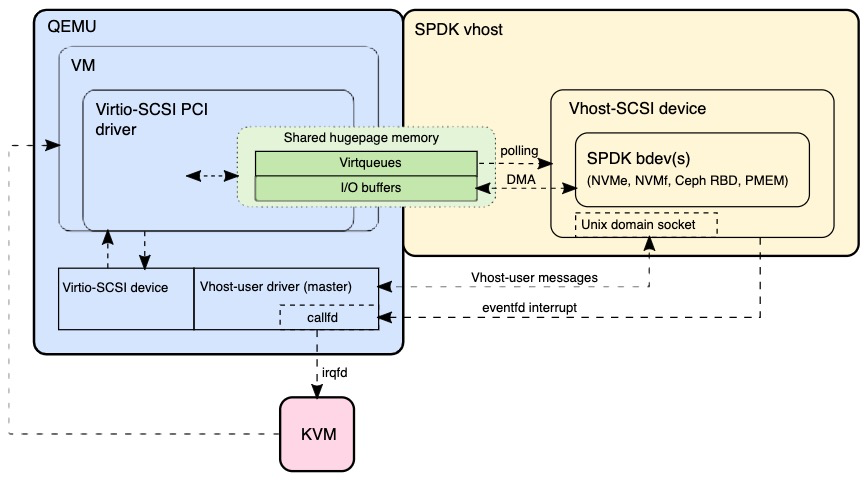 QEMU
SPDK vhost
VM
Virtio-SCSI PCI
driver
Vhost-SCSI device
Shared hugepage memory
Virtqueues
polling
SPDK bdev(s)
I/O buffers
DMA
(NVMe, NVMf, Ceph RBD, PMEM)
Unix domain socket
Virtio-SCSI device
Vhost-user driver (master)
Vhost-user messages
callfd
eventfd interrupt
irqfd
KVM